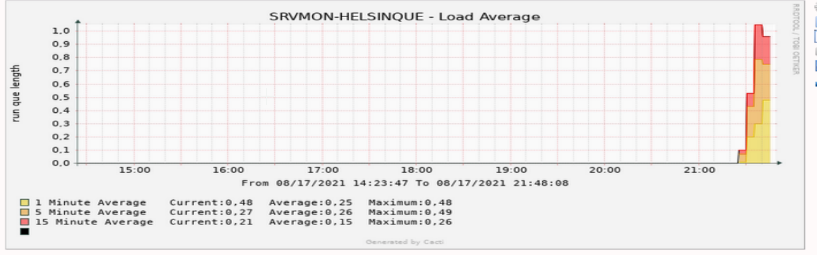 SRVMON-HELSINQUE - Load Average
RRDTOOL / TOBI OETIKER
run que length
1,0
0,9
0,8
0,7
0,6
0,5
0,4
0,3
0,2
0,1
0,0
15:00 16:00 17:00 18:00 19:00 20:00 21:00
From 08/17/2021 14:23:47 To 08/17/2021 21:48:08
1 Minute Average Current:0,48 Average:0,25 Maximum:0,48
5 Minute Average Current:0,27 Average:0,26 Maximum:0,49
15 Minute Average Current:0,21 Average:0,15 Maximum:0,26
Generated by Cacti